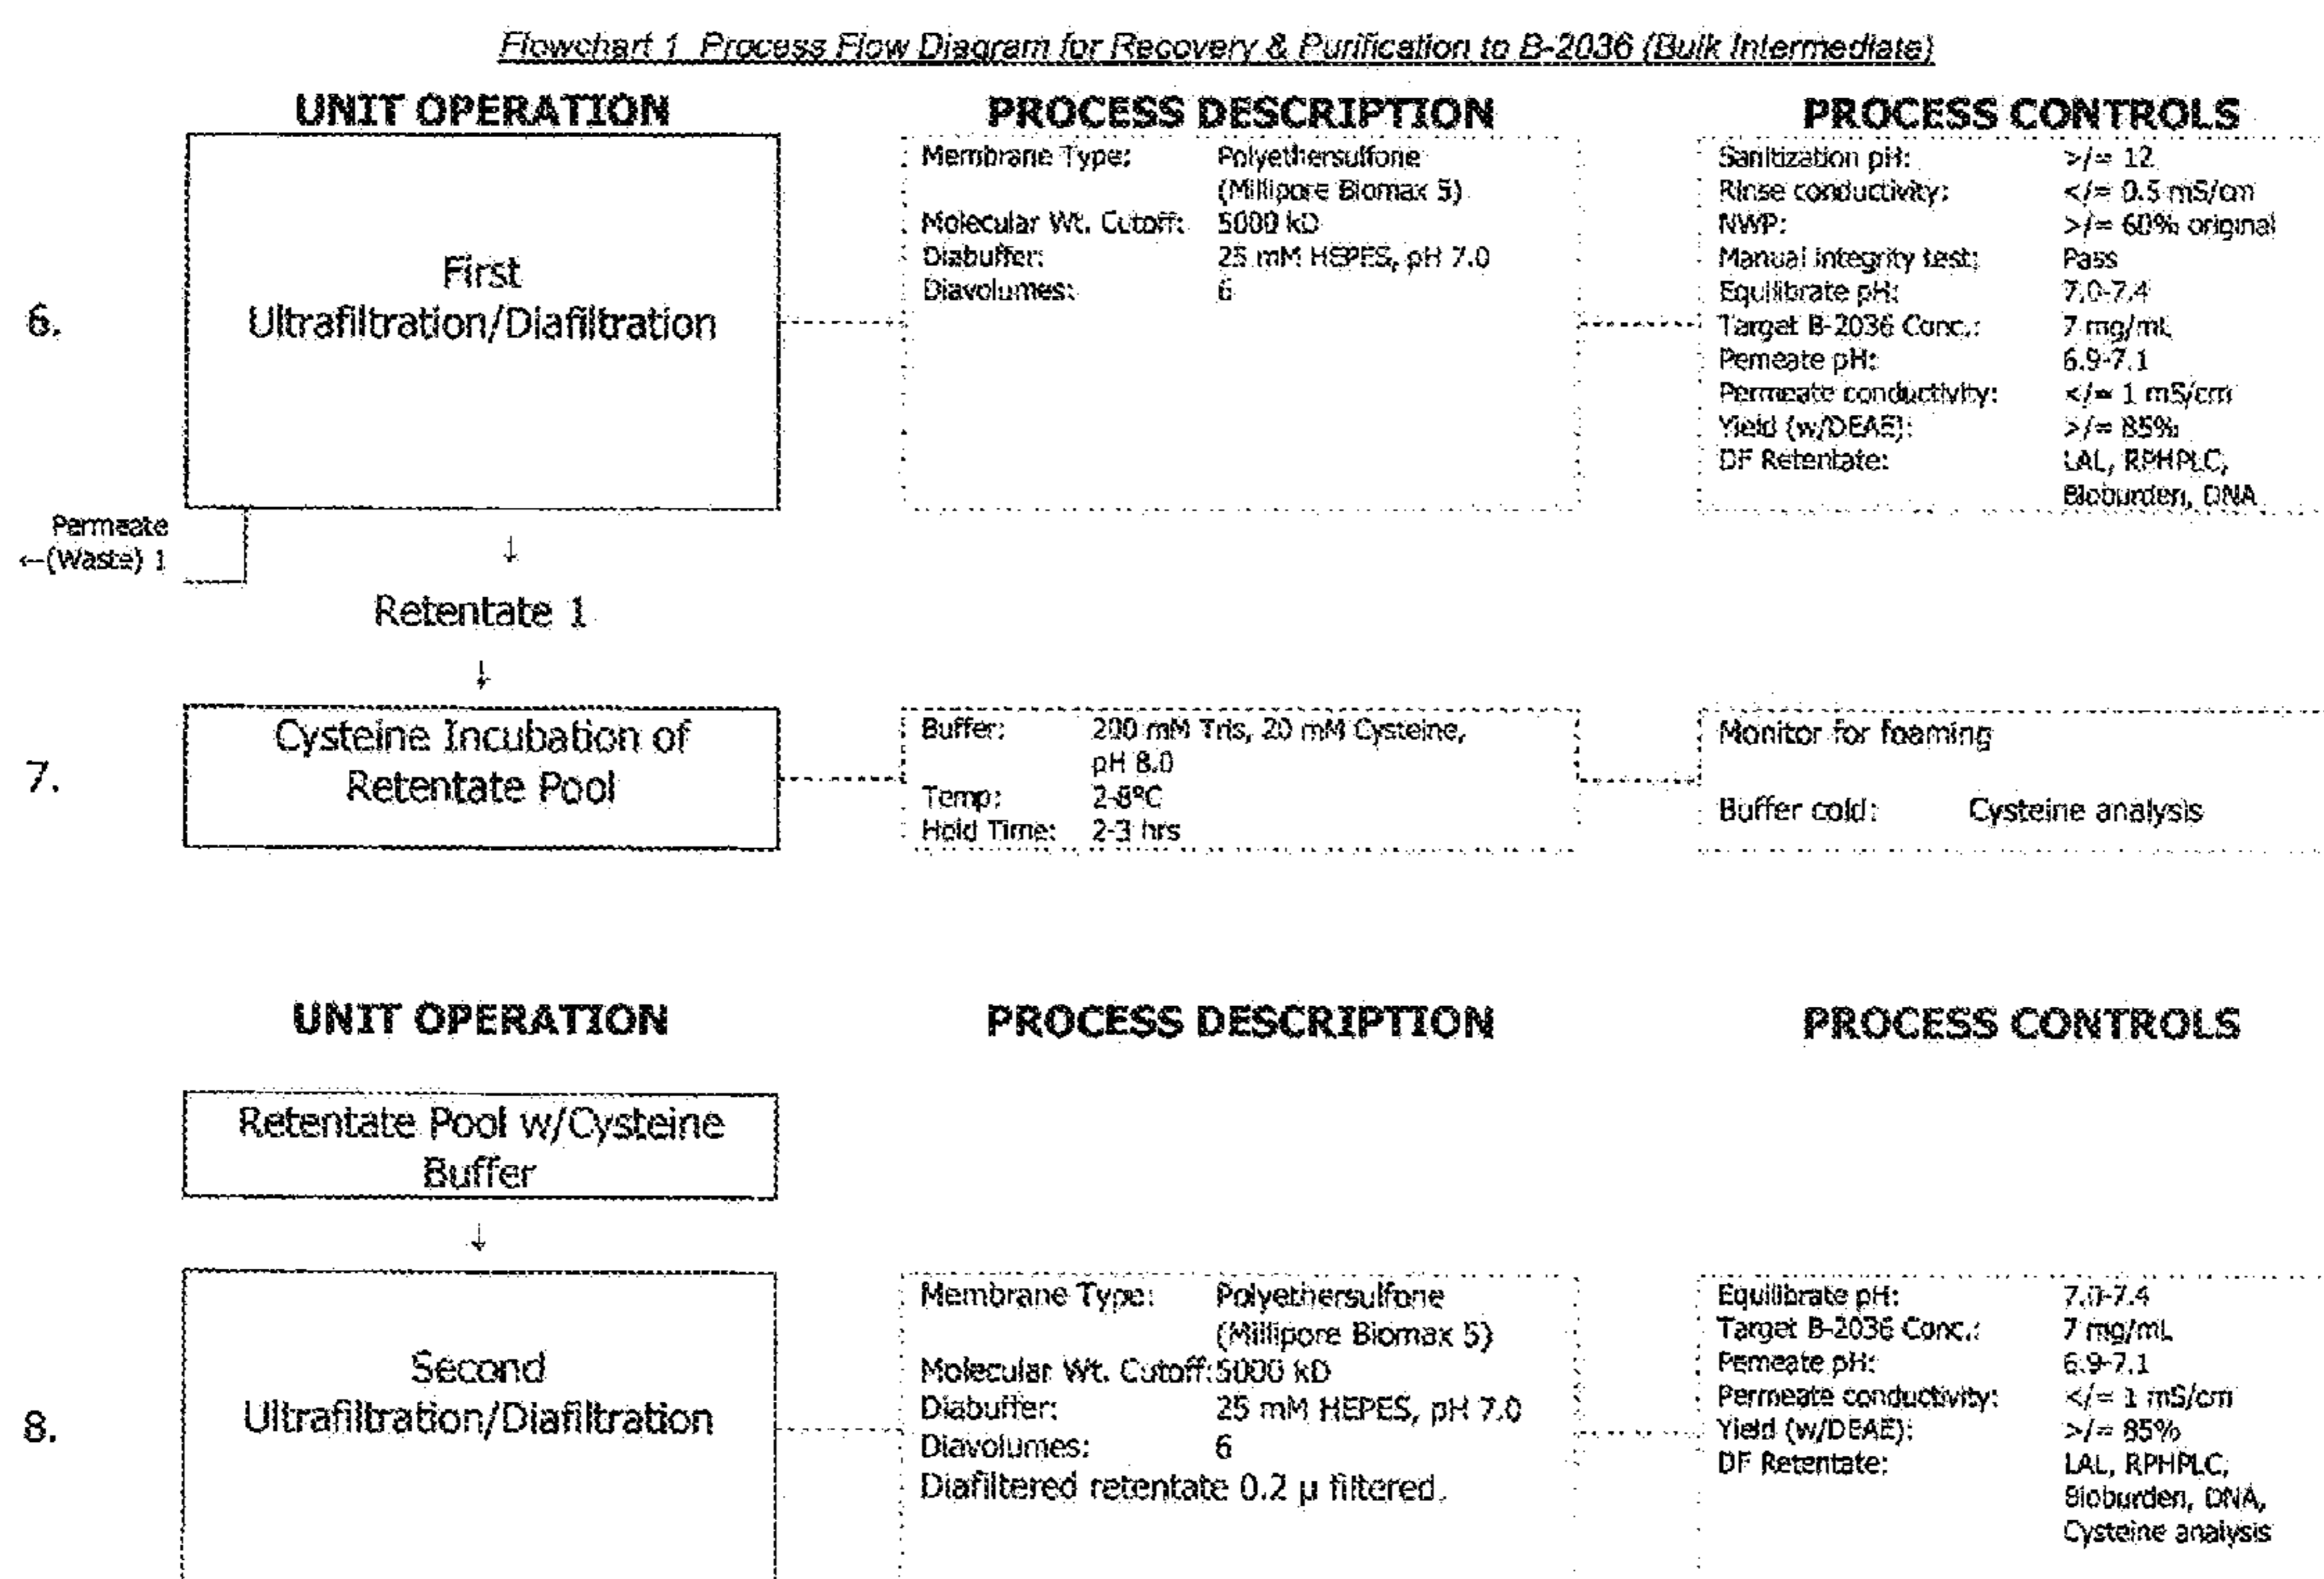 Flowchart 1. Process Flow Diagram for Recovery & Purification to B-2036 (Bulk Intermediate)
UNIT OPERATION PROCESS DESCRIPTION PROCESS CONTROLS
6.
First
Ultrafiltration/Diafiltration
Membrane Type: Polyethersulfone
(Millipore Biomax 5)
Molecular Wt. Cutoff: 5000 kD
Diabuffer: 25 mM HEPES, pH 7.0
Diavolumes: 6
Sanitization pH: >/= 12
Rinse conductivity: </= 0.5 mS/cm
NWP: >/= 60% original
Manual integrity test: Pass
Equilibrate pH: 7.0-7.4
Target B-2036 Conc.: 7 mg/mL
Pemeate pH: 6.9-7.1
Permeate conductivity: </= 1 mS/cm
Yield (w/DEAE): >/= 85%
DF Retentate: LAL, RPHPLC,
Bioburden, DNA
Permeate
←(Waste) 1
↓
Retentate 1
↓
7.
Cysteine Incubation of
Retentate Pool
Buffer: 200 mM Tris, 20 mM Cysteine,
pH 8.0
Temp: 2-8ºC
Hold Time: 2-3 hrs
Monitor for foaming
Buffer cold: Cysteine analysis
UNIT OPERATION PROCESS DESCRIPTION PROCESS CONTROLS
Retentate Pool w/Cysteine
Buffer
↓
8.
Second
Ultrafiltration/Diafiltration
Membrane Type: Polyethersulfone
(Millipore Biomax 5)
Molecular Wt. Cutoff: 5000 kD
Diabuffer: 25 mM HEPES, pH 7.0
Diavolumes: 6
Diafiltered retentate 0.2 µ filtered.
Equilibrate pH: 7.0-7.4
Target B-2036 Conc.: 7 mg/mL
Pemeate pH: 6.9-7.1
Permeate conductivity: </= 1 mS/cm
Yield (w/DEAE): >/= 85%
DF Retentate: LAL, RPHPLC,
Bioburden, DNA,
Cysteine analysis